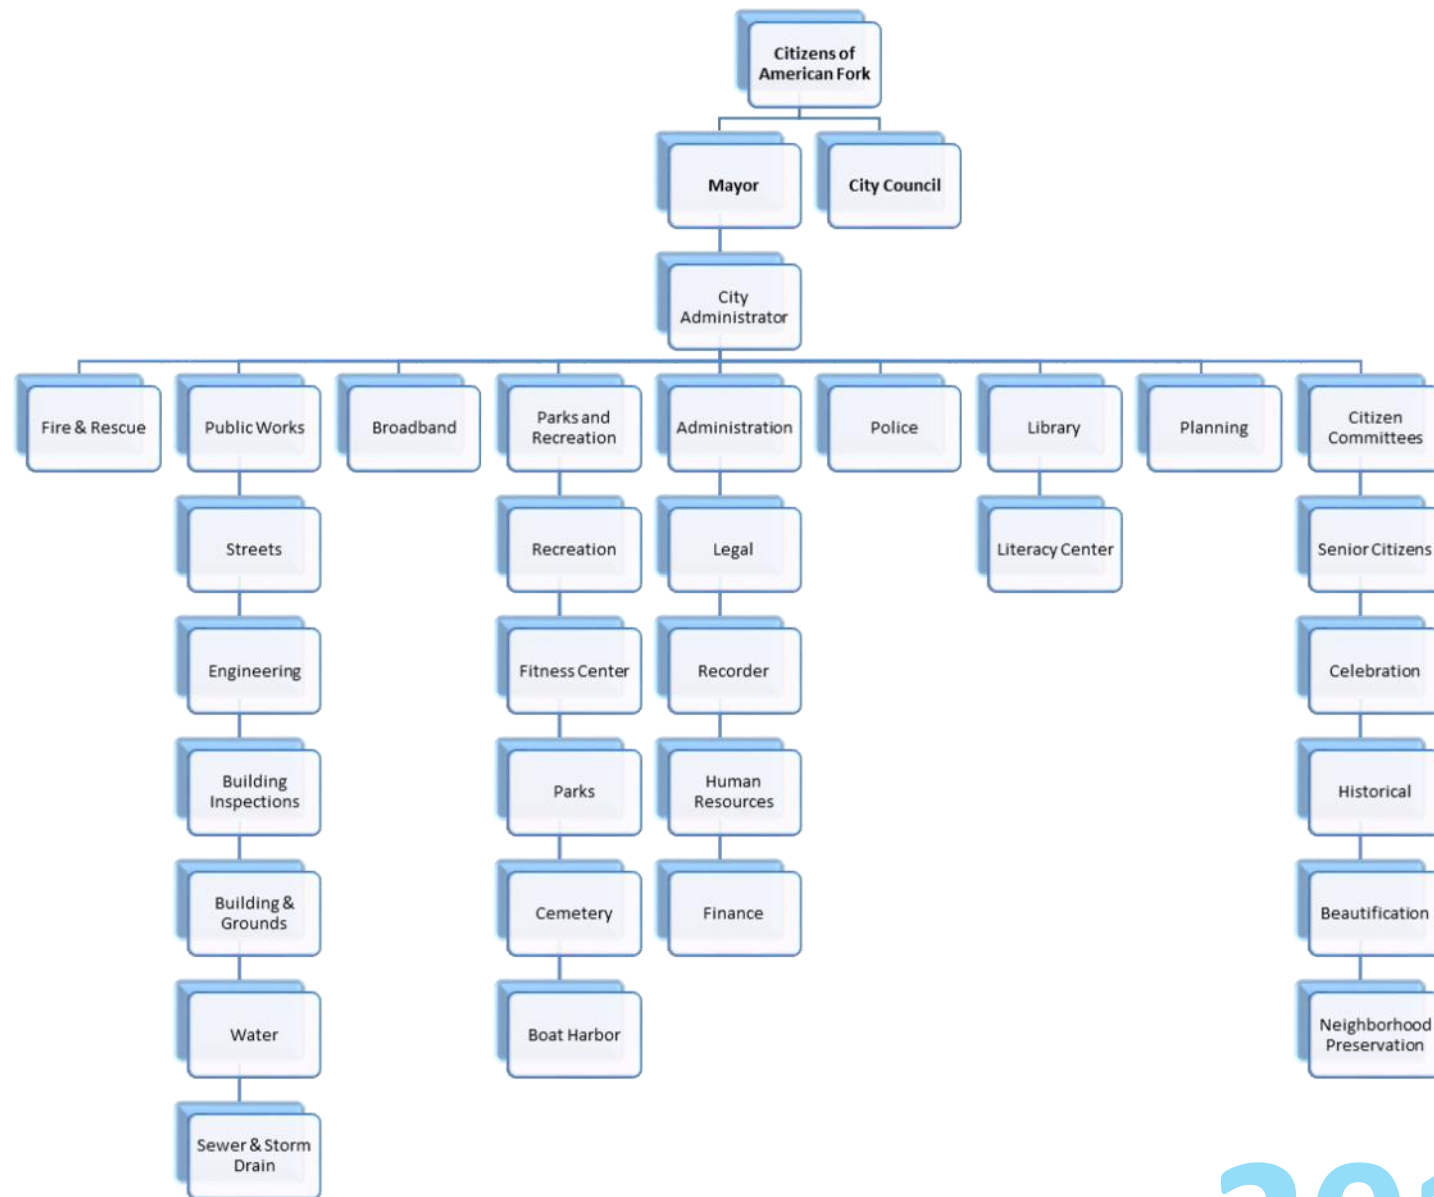 Citizens of
American Fork
Mayor
City Council
City
Administrator
Fire & Rescue
Public Works
Broadband
Parks and
Recreation
Administration
Police
Library
Planning
Citizen
Committees
Streets
Recreation
Legal
Literacy Center
Senior Citizens
Engineering
Fitness Center
Recorder
Celebration
Building
Inspections
Parks
Human
Resources
Historical
Building &
Grounds
Cemetery
Finance
Beautification
Water
Boat Harbor
Neighborhood
Preservation
Sewer & Storm
Drain